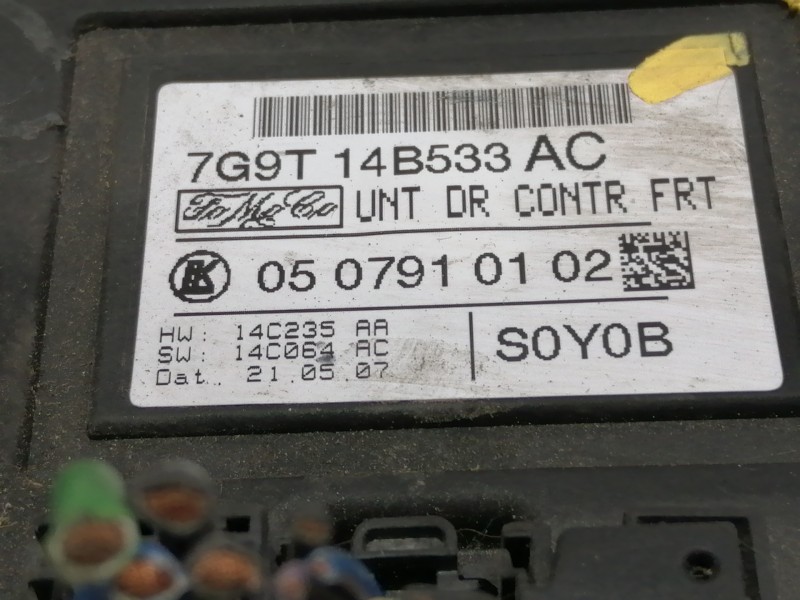 7G9T 14B533 AC
FoMoCo UNT DR CONTR FRT
K 05 0791 01 02
HW: 14C235 AA
SW: 14C064 AC
Dat. 21.05.07
S0Y0B